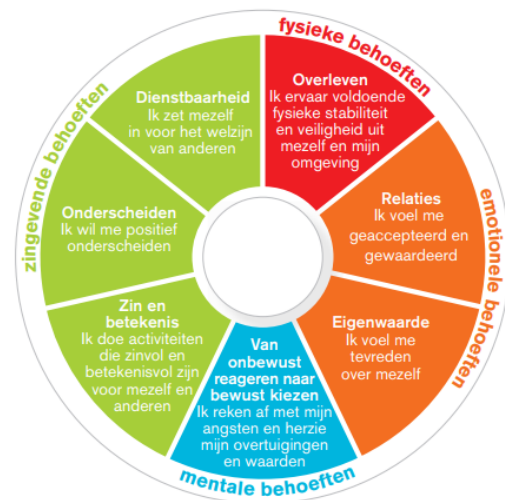 fysieke behoeften
Overleven
Ik ervaar voldoende
fysieke stabiliteit
en veiligheid uit
mezelf en mijn
omgeving
emotionele behoeften
Relaties
Ik voel me
geaccepteerd en
gewaardeerd
Eigenwaarde
Ik voel me
tevreden
over mezelf
mentale behoeften
Van
onbewust
reageren naar
bewust kiezen
Ik reken af met mijn
angsten en herzie
mijn overtuigingen
en waarden
zingevende behoeften
Zin en
betekenis
Ik doe activiteiten
die zinvol en
betekenisvol zijn
voor mezelf en
anderen
Onderscheiden
Ik wil me positief
onderscheiden
Dienstbaarheid
Ik zet mezelf
in voor het welzijn
van anderen